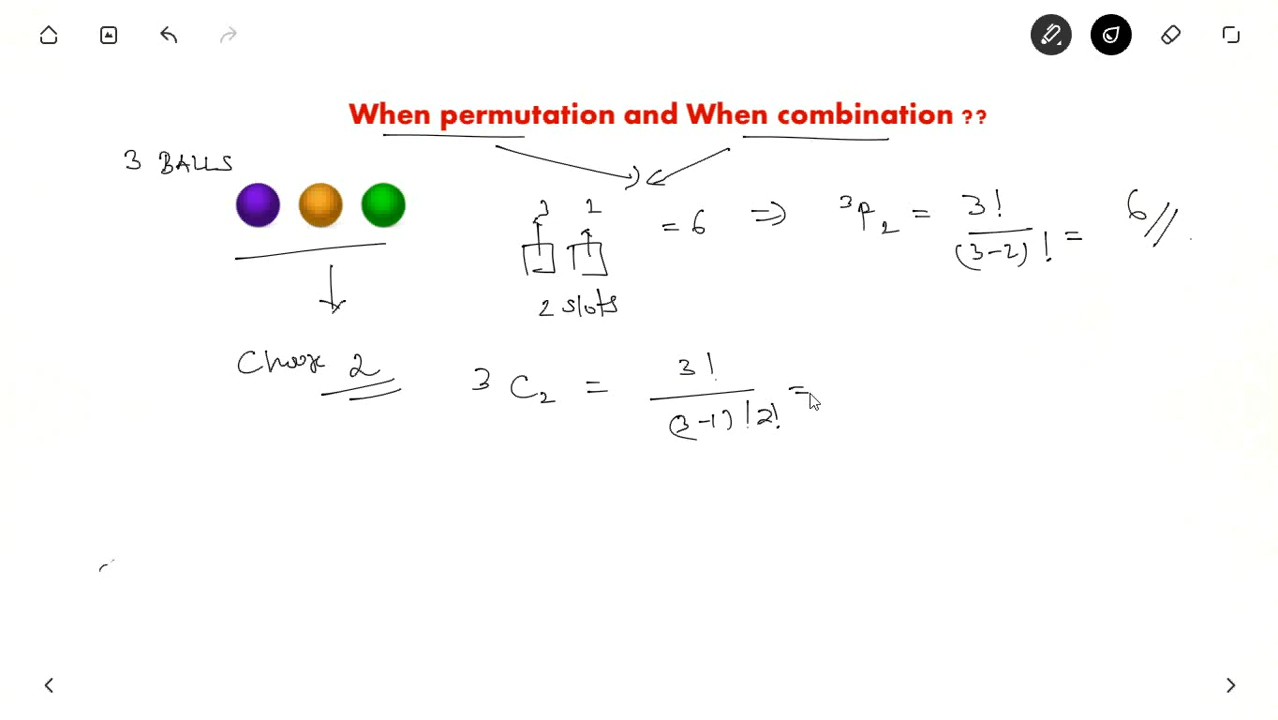 When permutation and When combination ??
3 BALLS
3 2
= 6 ⇒ ³P₂ = 3! / (3-2)! = 6//
2 slots
Choose 2
3 C₂ = 3! / (3-1)! 2! =